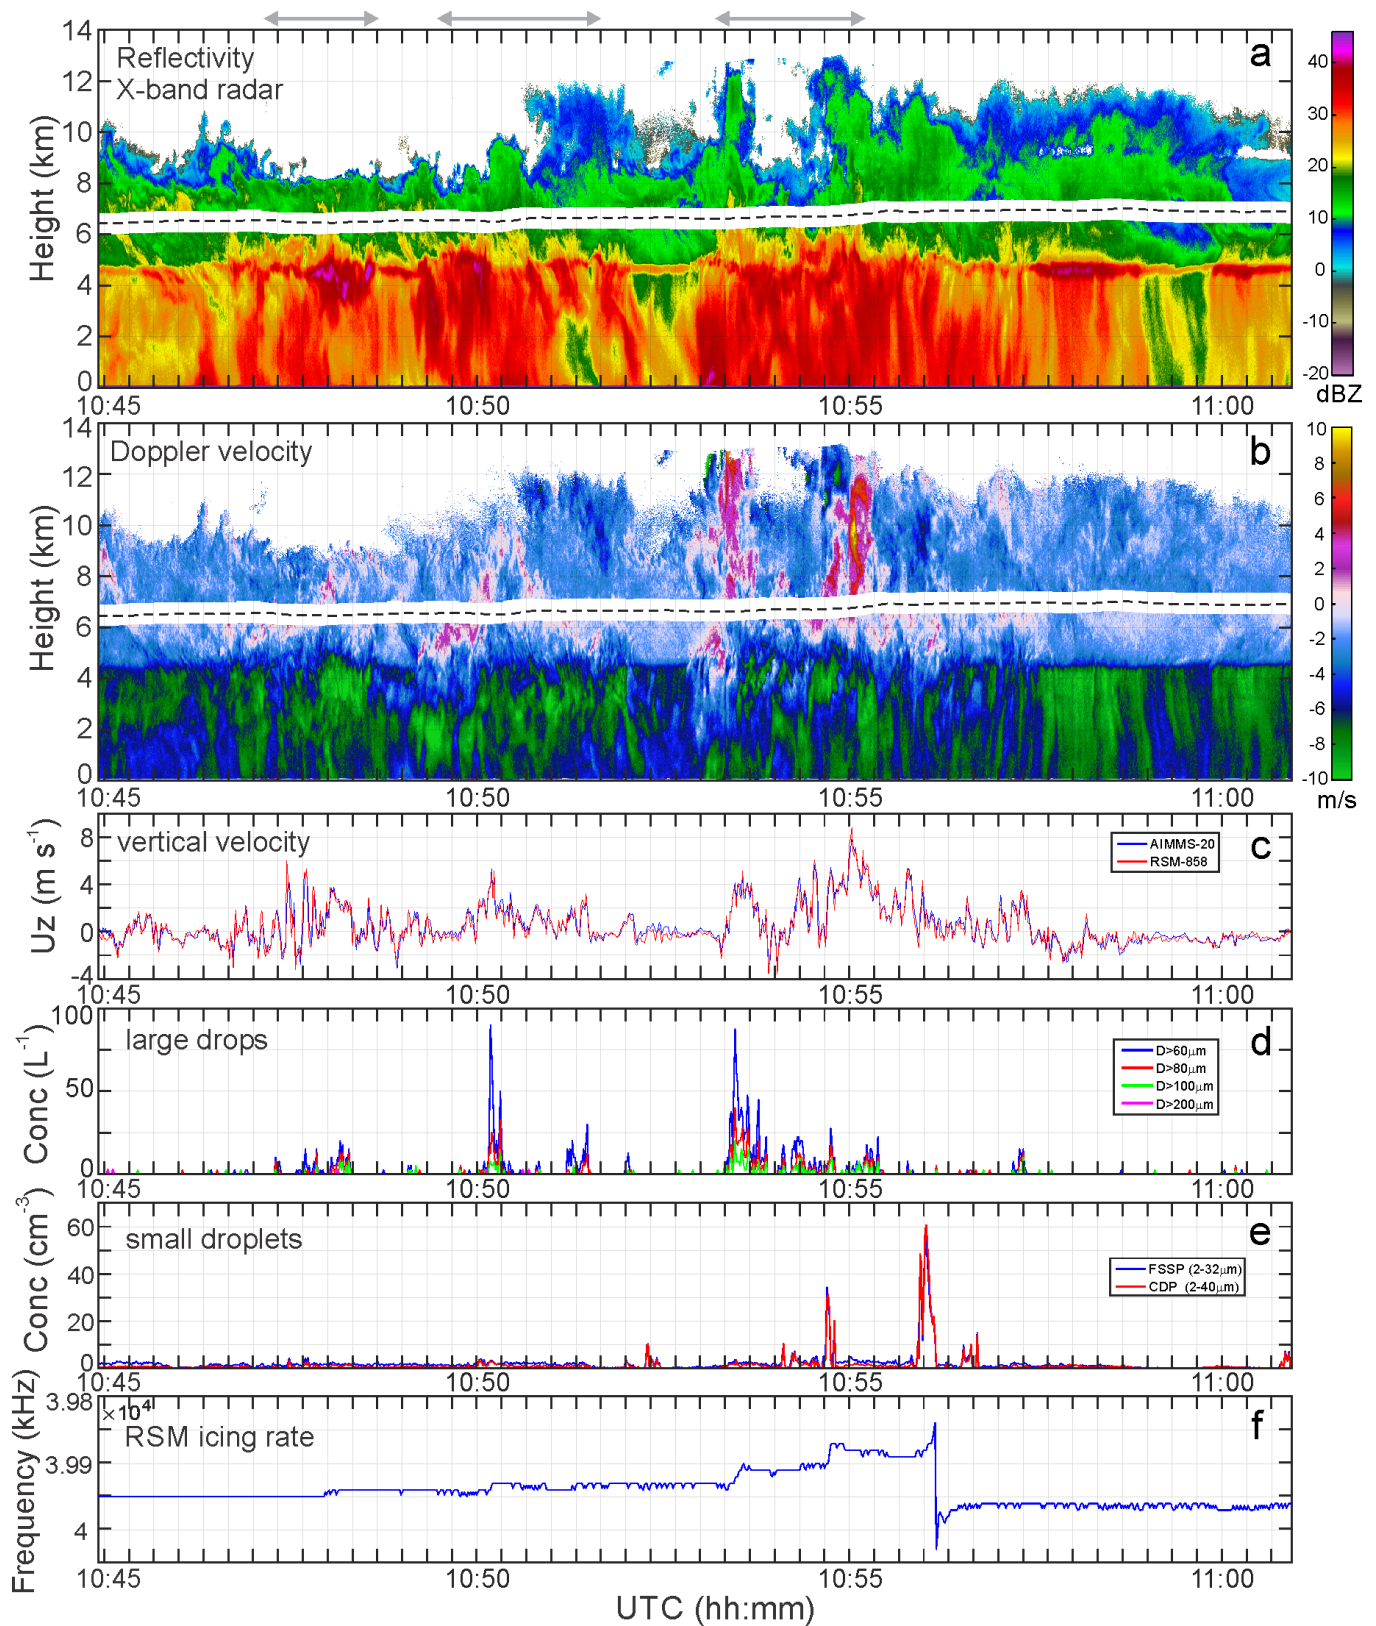 14
12
10
8
6
4
2
0
Height (km)
Reflectivity
X-band radar
a
40
30
20
10
0
-10
-20
dBZ
10:45
10:50
10:55
11:00
14
12
10
8
6
4
2
0
Height (km)
Doppler velocity
b
10
8
6
4
2
0
-2
-4
-6
-8
-10
m/s
10:45
10:50
10:55
11:00
8
4
0
-4
Uz (m s-1)
vertical velocity
c
AIMMS-20
RSM-858
10:45
10:50
10:55
11:00
100
50
0
Conc (L-1)
large drops
d
D>60μm
D>80μm
D>100μm
D>200μm
10:45
10:50
10:55
11:00
60
40
20
0
Conc (cm-3)
small droplets
e
FSSP (2-32μm)
CDP (2-40μm)
10:45
10:50
10:55
11:00
3.98
3.99
4
Frequency (kHz)
×10⁴
RSM icing rate
f
10:45
10:50
10:55
11:00
UTC (hh:mm)